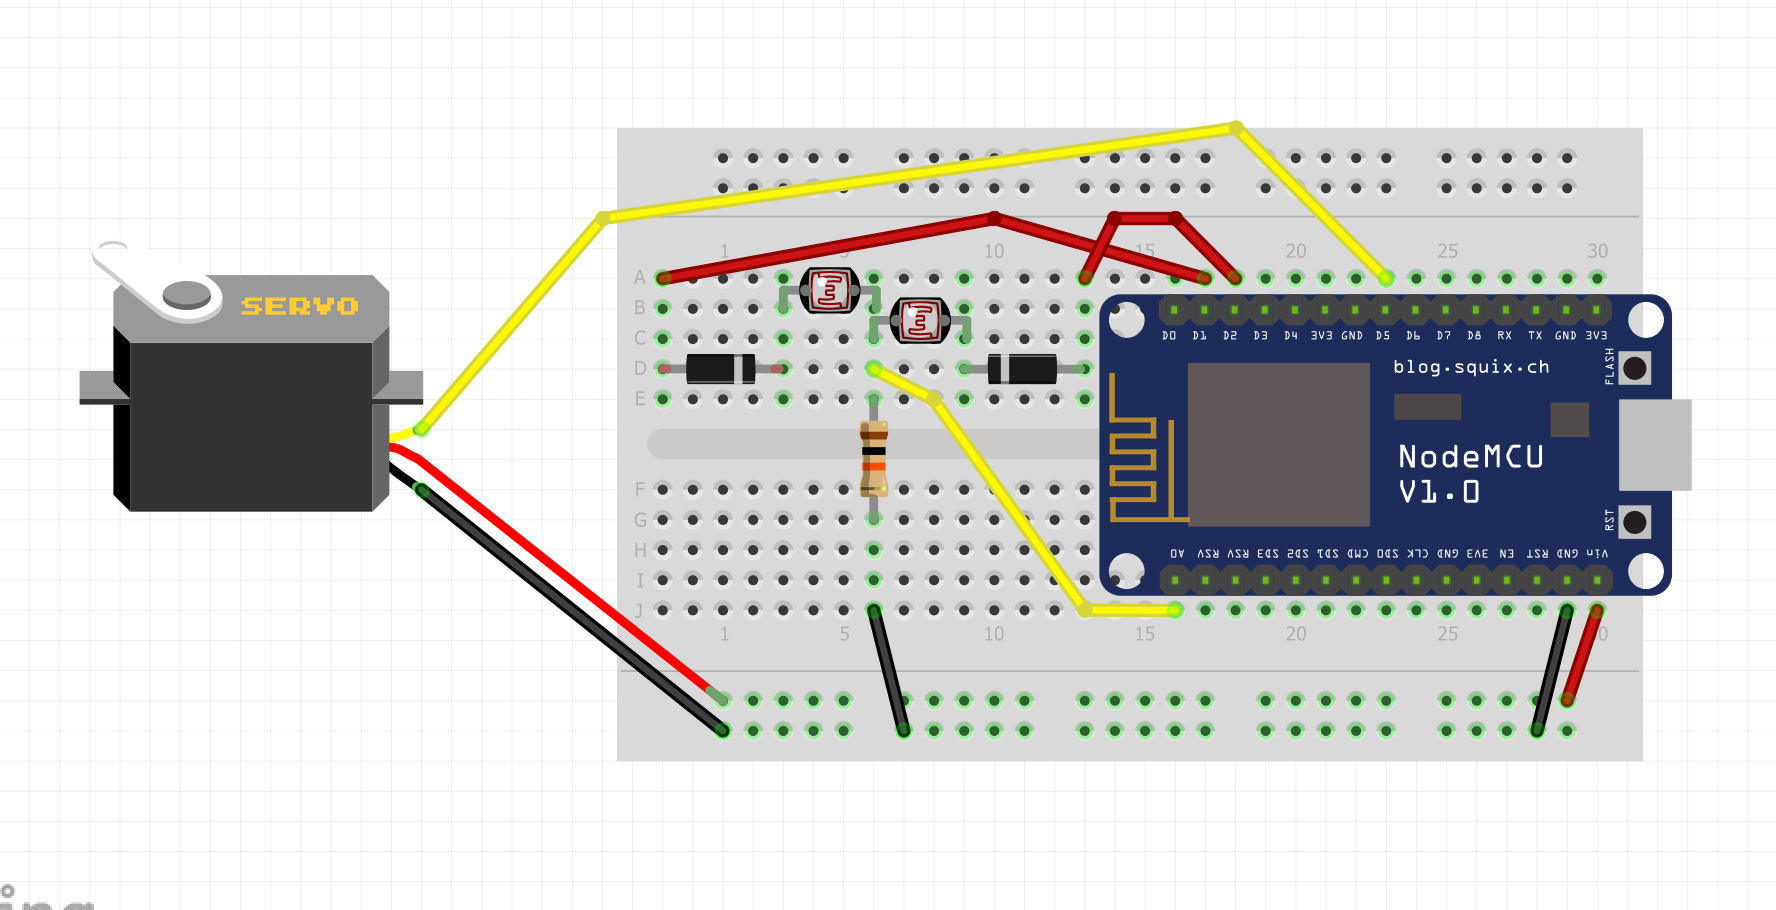 1 10 15 20 25 30
A
SERVO
B
C
D0 D1 D2 D3 D4 3V3 GND D5 D6 D7 D8 RX TX GND 3V3
D
blog.squix.ch
FLASH
E
NodeMCU
V1.0
F
G
RST
H
A0 RSV RSV SD3 SD2 SD1 CMD SD0 CLK GND 3V3 EN RST GND Vin
I
J
1 5 10 15 20 25
ing